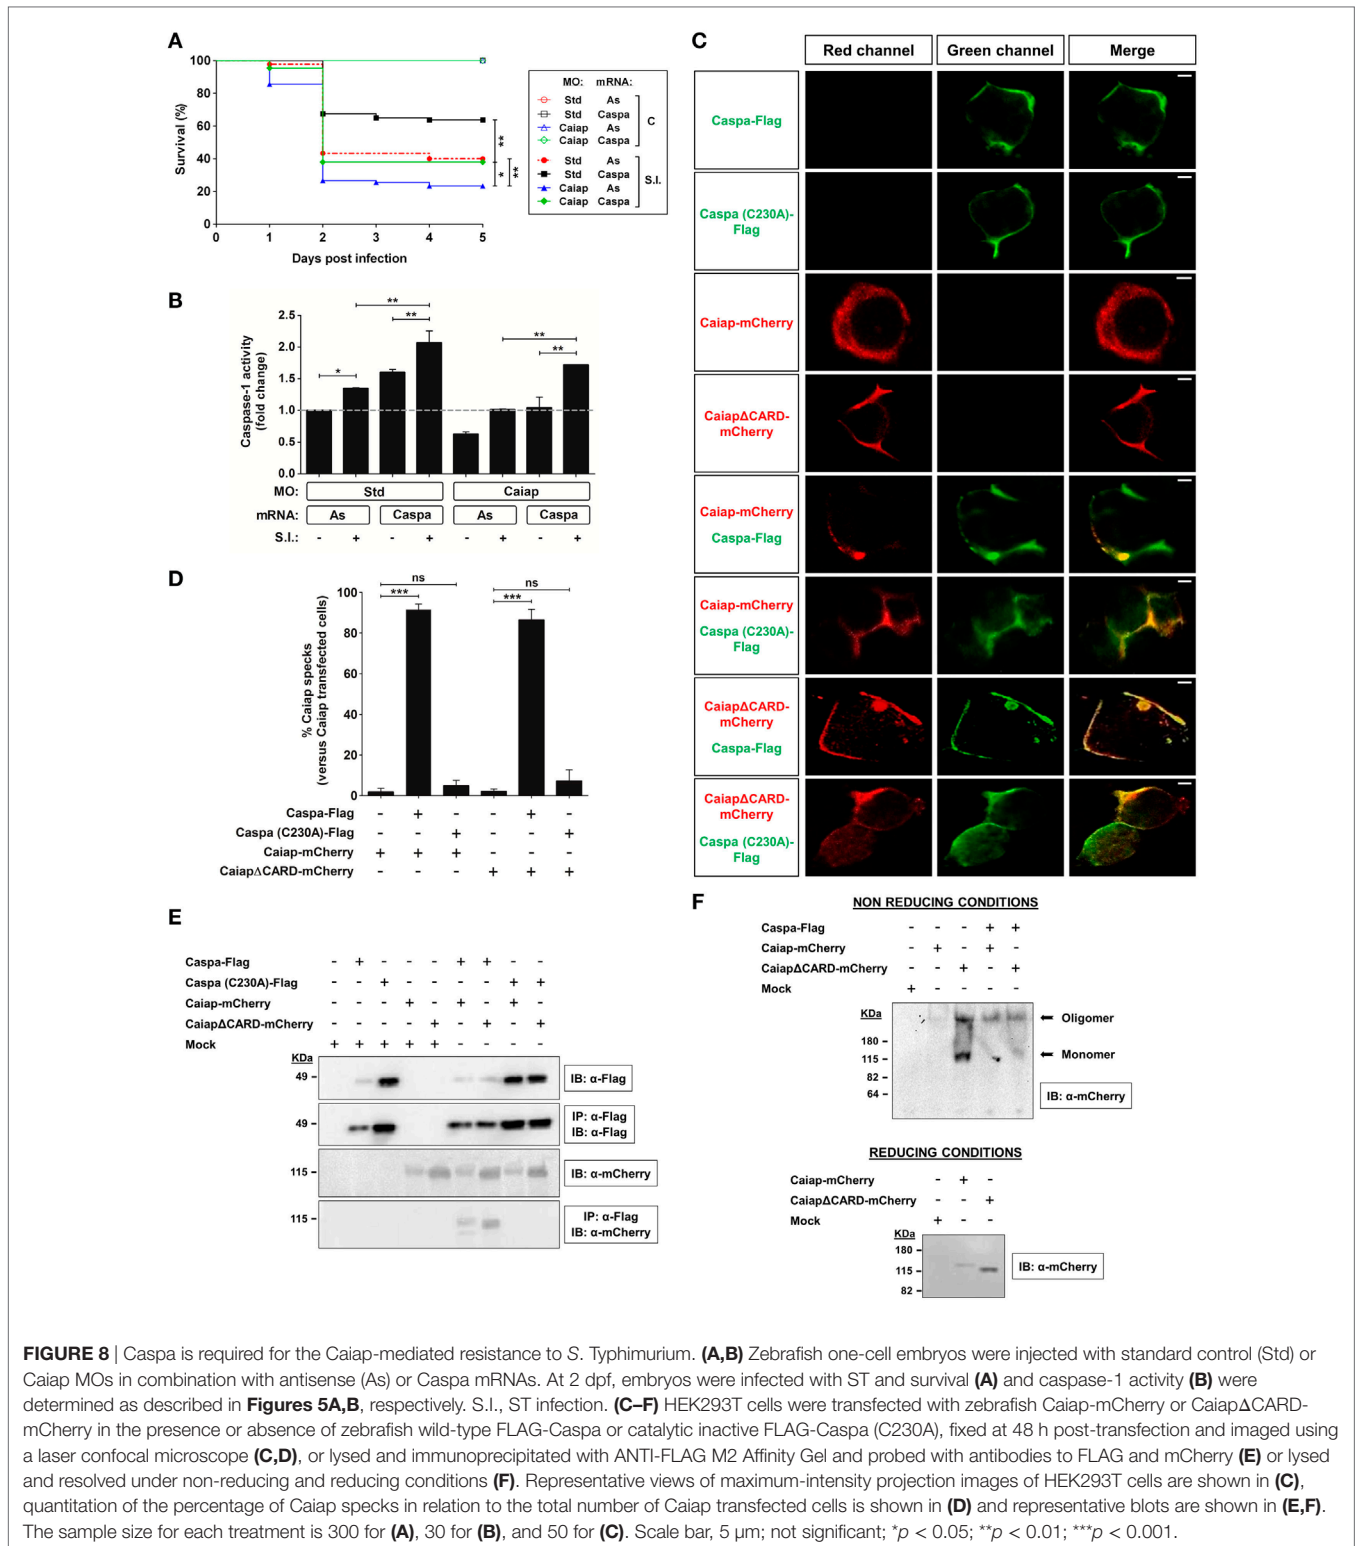 A
100
80
60
40
20
0
Survival (%)
0 1 2 3 4 5
Days post infection
**
*
**
MO: mRNA:
Std As
Std Caspa
Caiap As
Caiap Caspa
C
Std As
Std Caspa
Caiap As
Caiap Caspa
S.I.
B
2.5
2.0
1.5
1.0
0.5
0.0
Caspase-1 activity
(fold change)
*
**
**
**
**
MO: Std Caiap
mRNA: As Caspa As Caspa
S.I.: - + - + - + - +
C
Red channel Green channel Merge
Caspa-Flag
Caspa (C230A)-
Flag
Caiap-mCherry
CaiapΔCARD-
mCherry
Caiap-mCherry
Caspa-Flag
Caiap-mCherry
Caspa (C230A)-
Flag
CaiapΔCARD-
mCherry
Caspa-Flag
CaiapΔCARD-
mCherry
Caspa (C230A)-
Flag
D
100
80
60
40
20
0
% Caiap specks
(versus Caiap transfected cells)
ns
***
ns
***
Caspa-Flag - + - - + -
Caspa (C230A)-Flag - - + - - +
Caiap-mCherry + + + - - -
CaiapΔCARD-mCherry - - - + + +
E
Caspa-Flag - + - - - + + - -
Caspa (C230A)-Flag - - + - - - - + +
Caiap-mCherry - - - + - + - + -
CaiapΔCARD-mCherry - - - - + - + - +
Mock + + + + + - - - -
KDa
49
IB: α-Flag
49
IP: α-Flag
IB: α-Flag
115
IB: α-mCherry
115
IP: α-Flag
IB: α-mCherry
F
NON REDUCING CONDITIONS
Caspa-Flag - - - + +
Caiap-mCherry - + - + -
CaiapΔCARD-mCherry - - + - +
Mock + - - - -
KDa
180
115
82
64
Oligomer
Monomer
IB: α-mCherry
REDUCING CONDITIONS
Caiap-mCherry - + -
CaiapΔCARD-mCherry - - +
Mock + - -
KDa
180
115
82
IB: α-mCherry
FIGURE 8 | Caspa is required for the Caiap-mediated resistance to S. Typhimurium. (A,B) Zebrafish one-cell embryos were injected with standard control (Std) or
Caiap MOs in combination with antisense (As) or Caspa mRNAs. At 2 dpf, embryos were infected with ST and survival (A) and caspase-1 activity (B) were
determined as described in Figures 5A,B, respectively. S.I., ST infection. (C–F) HEK293T cells were transfected with zebrafish Caiap-mCherry or CaiapΔCARD-
mCherry in the presence or absence of zebrafish wild-type FLAG-Caspa or catalytic inactive FLAG-Caspa (C230A), fixed at 48 h post-transfection and imaged using
a laser confocal microscope (C,D), or lysed and immunoprecipitated with ANTI-FLAG M2 Affinity Gel and probed with antibodies to FLAG and mCherry (E) or lysed
and resolved under non-reducing and reducing conditions (F). Representative views of maximum-intensity projection images of HEK293T cells are shown in (C),
quantitation of the percentage of Caiap specks in relation to the total number of Caiap transfected cells is shown in (D) and representative blots are shown in (E,F).
The sample size for each treatment is 300 for (A), 30 for (B), and 50 for (C). Scale bar, 5 μm; not significant; *p < 0.05; **p < 0.01; ***p < 0.001.